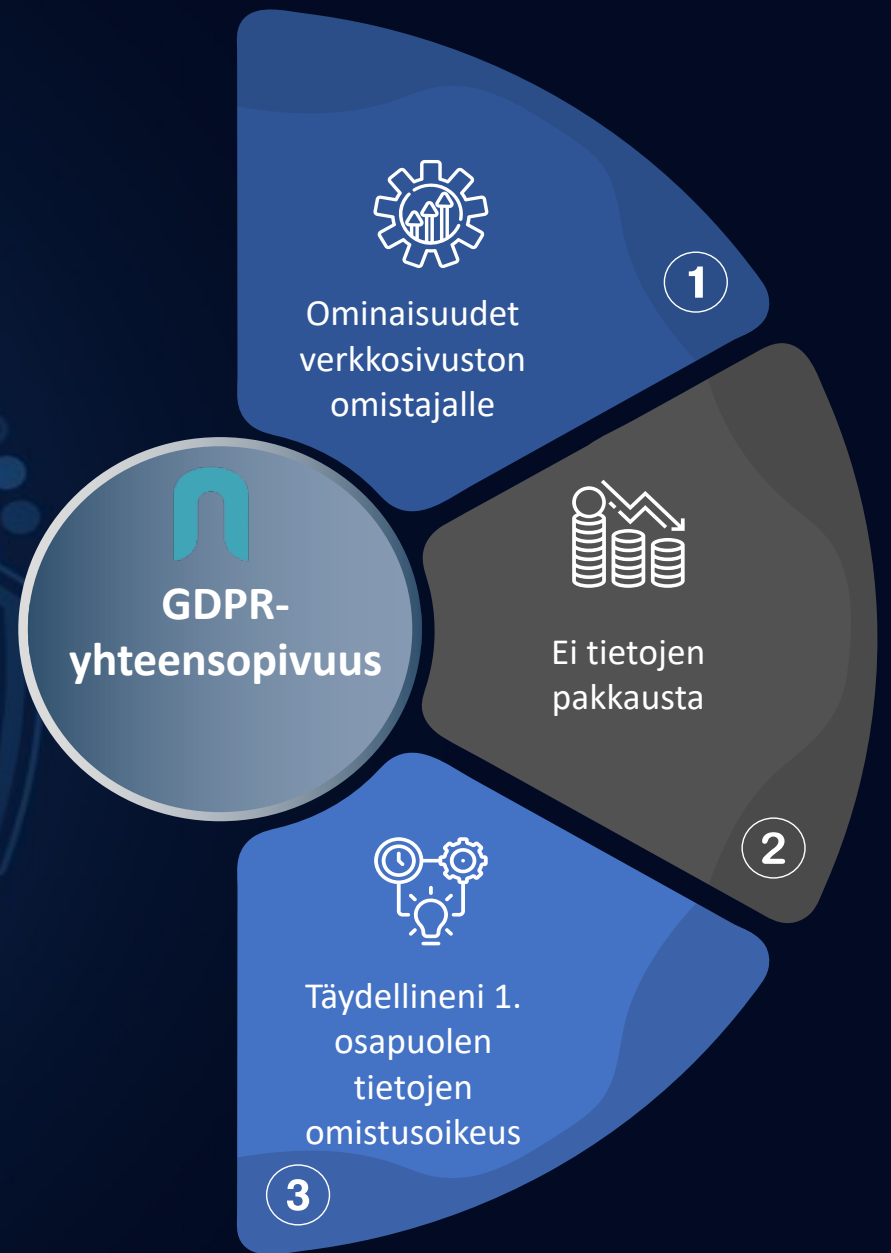 Ominaisuudet
verkkosivuston
omistajalle
1
GDPR-
yhteensopivuus
Ei tietojen
pakkausta
2
Täydellineni 1.
osapuolen
tietojen
omistusoikeus
3